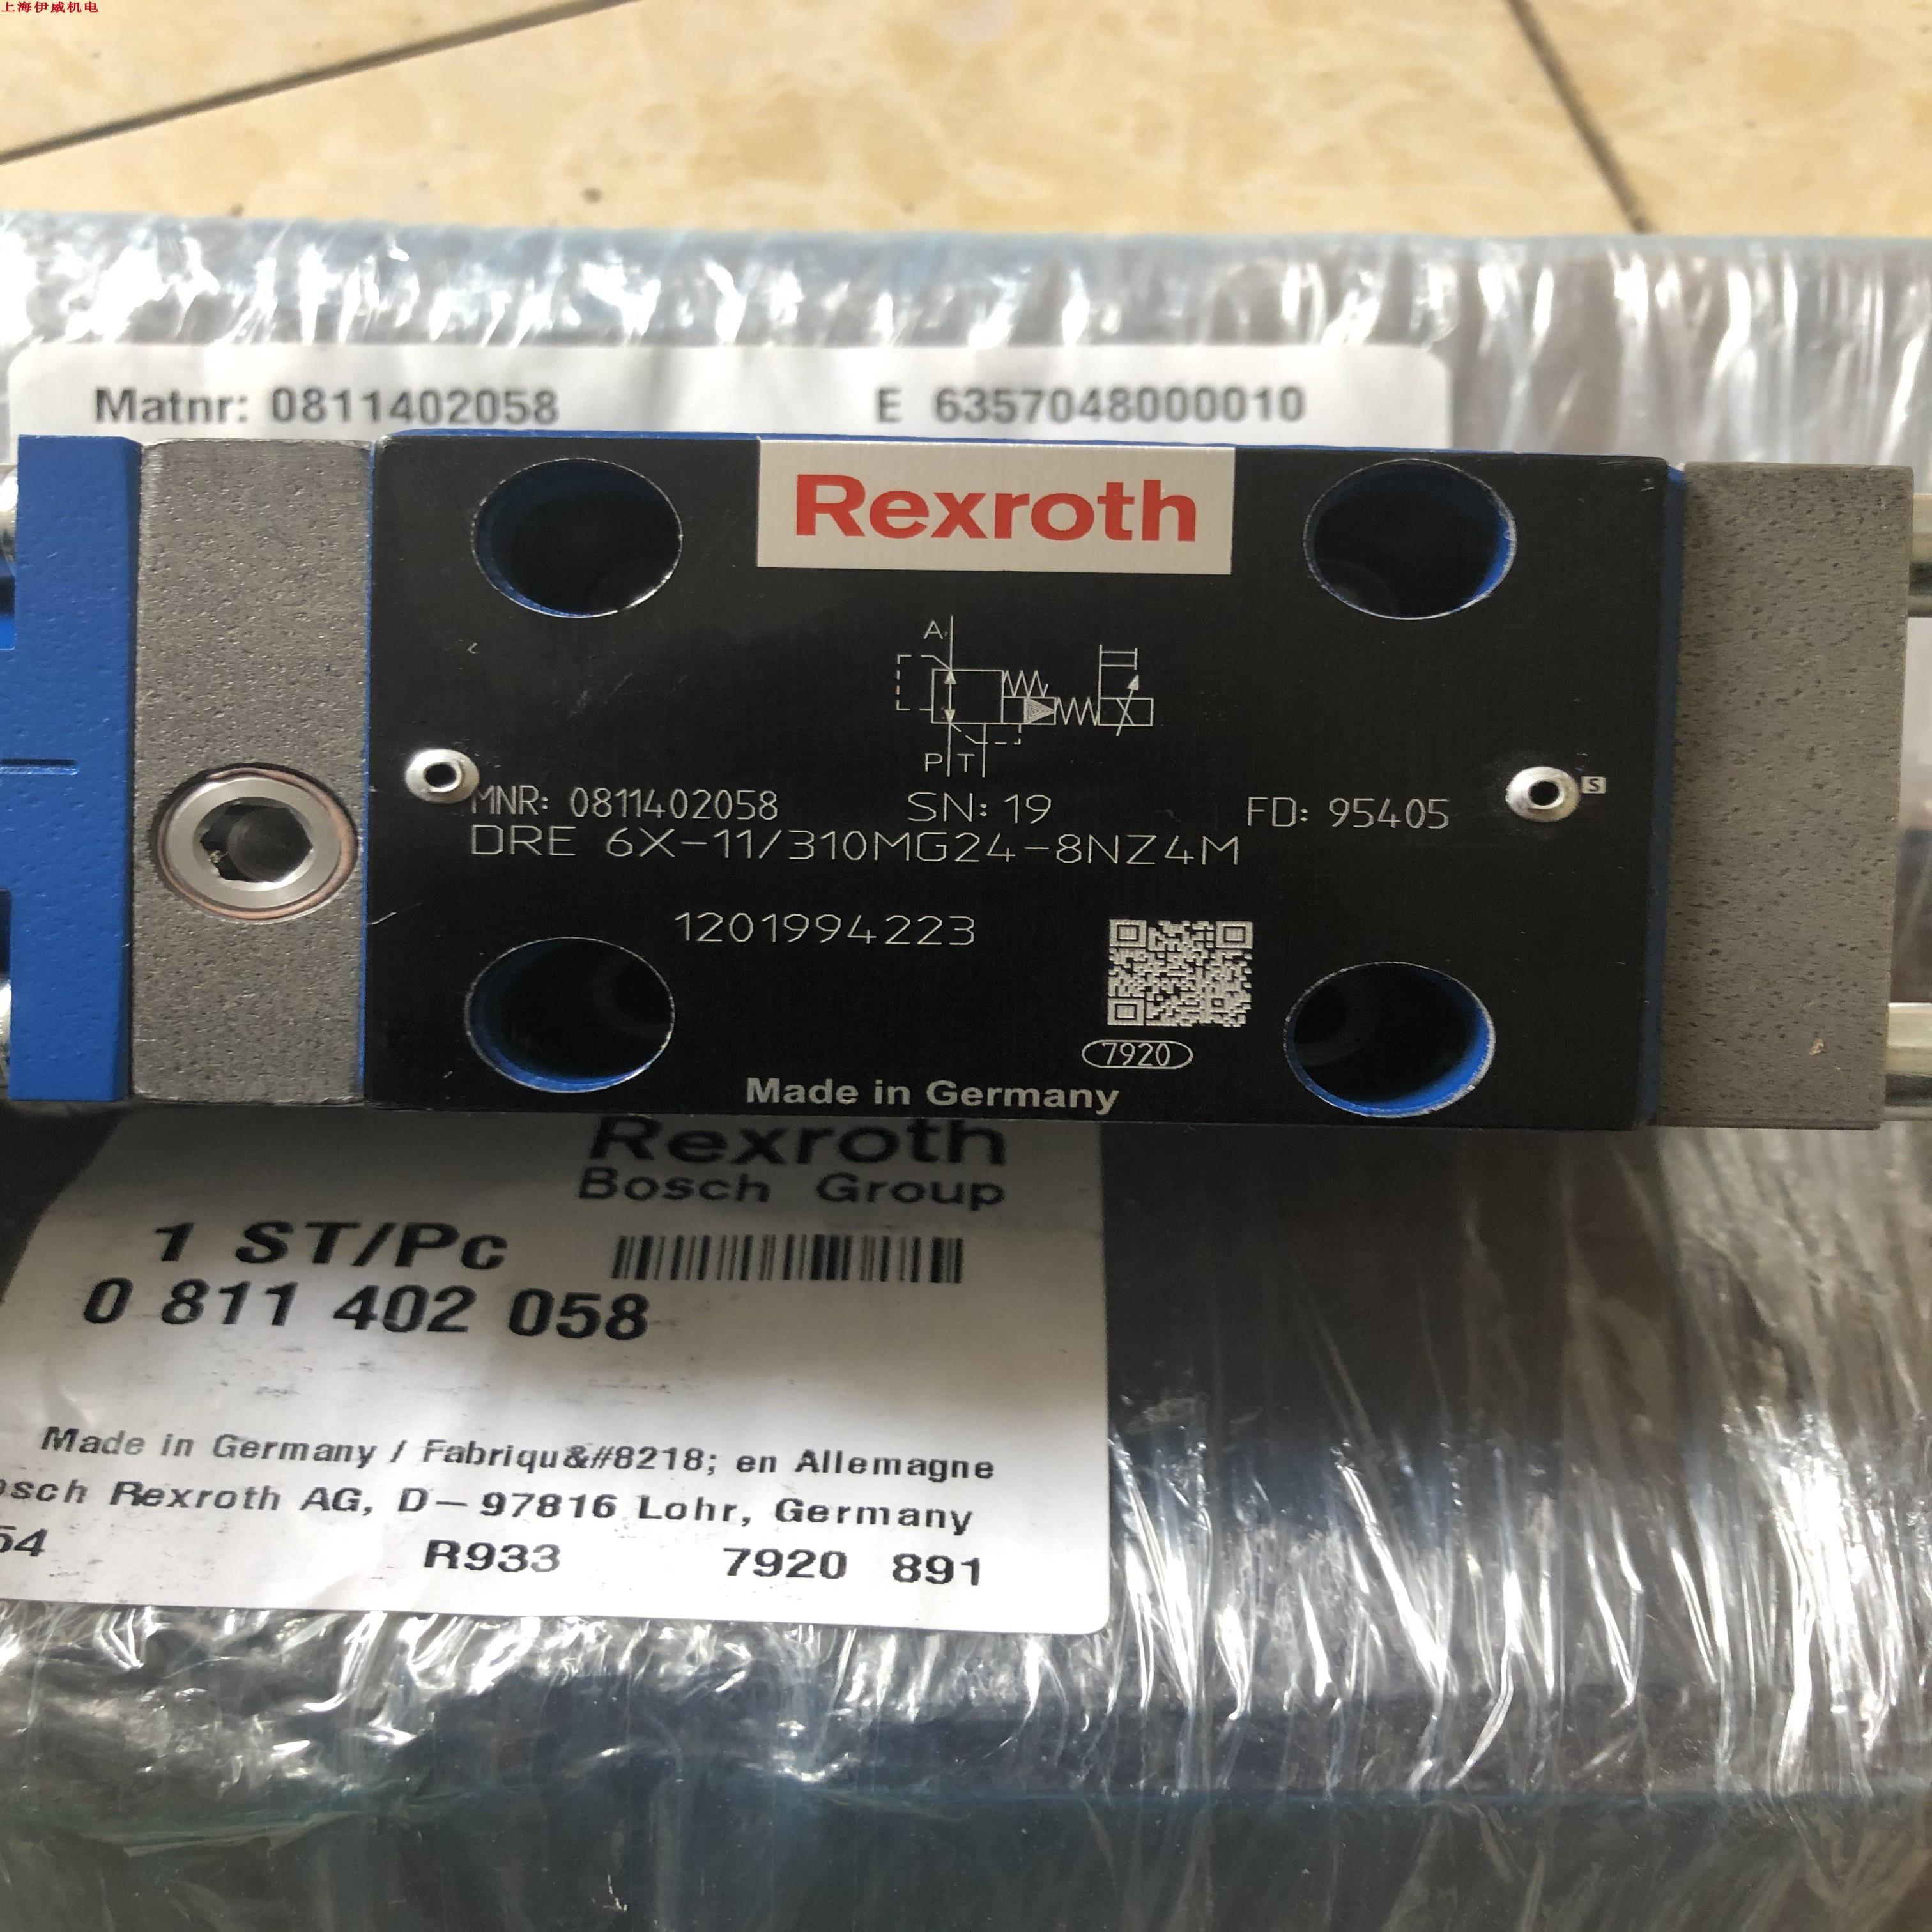 上海伊威机电
Matnr: 0811402058 E 6357048000010
Rexroth
A
P T
MNR: 0811402058 SN: 19 FD: 95405
S
DRE 6X-11/310MG24-8NZ4M
1201994223
7920
Made in Germany
Rexroth
Bosch Group
1 ST/Pc
0 811 402 058
Made in Germany / Fabriqu&#8218; en Allemagne
osch Rexroth AG, D-97816 Lohr, Germany
54 R933 7920 891